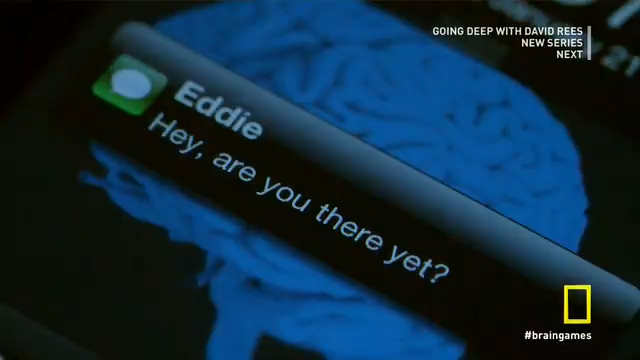 GOING DEEP WITH DAVID REES
NEW SERIES
NEXT
Eddie
Hey, are you there yet?
#braingames